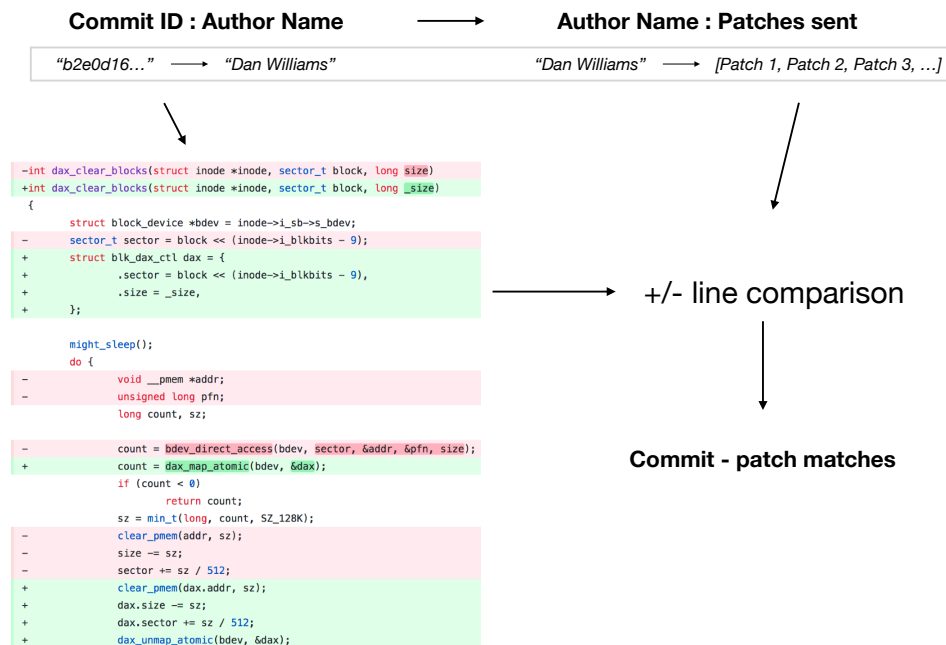 Commit ID : Author Name
Author Name : Patches sent
“b2e0d16…”
“Dan Williams”
“Dan Williams”
[Patch 1, Patch 2, Patch 3, …]
-int dax_clear_blocks(struct inode *inode, sector_t block, long size)
+int dax_clear_blocks(struct inode *inode, sector_t block, long _size)
{
struct block_device *bdev = inode->i_sb->s_bdev;
- sector_t sector = block << (inode->i_blkbits - 9);
+ struct blk_dax_ctl dax = {
+ .sector = block << (inode->i_blkbits - 9),
+ .size = _size,
+ };
might_sleep();
do {
- void __pmem *addr;
- unsigned long pfn;
long count, sz;
- count = bdev_direct_access(bdev, sector, &addr, &pfn, size);
+ count = dax_map_atomic(bdev, &dax);
if (count < 0)
return count;
sz = min_t(long, count, SZ_128K);
- clear_pmem(addr, sz);
- size -= sz;
- sector += sz / 512;
+ clear_pmem(dax.addr, sz);
+ dax.size -= sz;
+ dax.sector += sz / 512;
+ dax_unmap_atomic(bdev, &dax);
+/- line comparison
Commit - patch matches